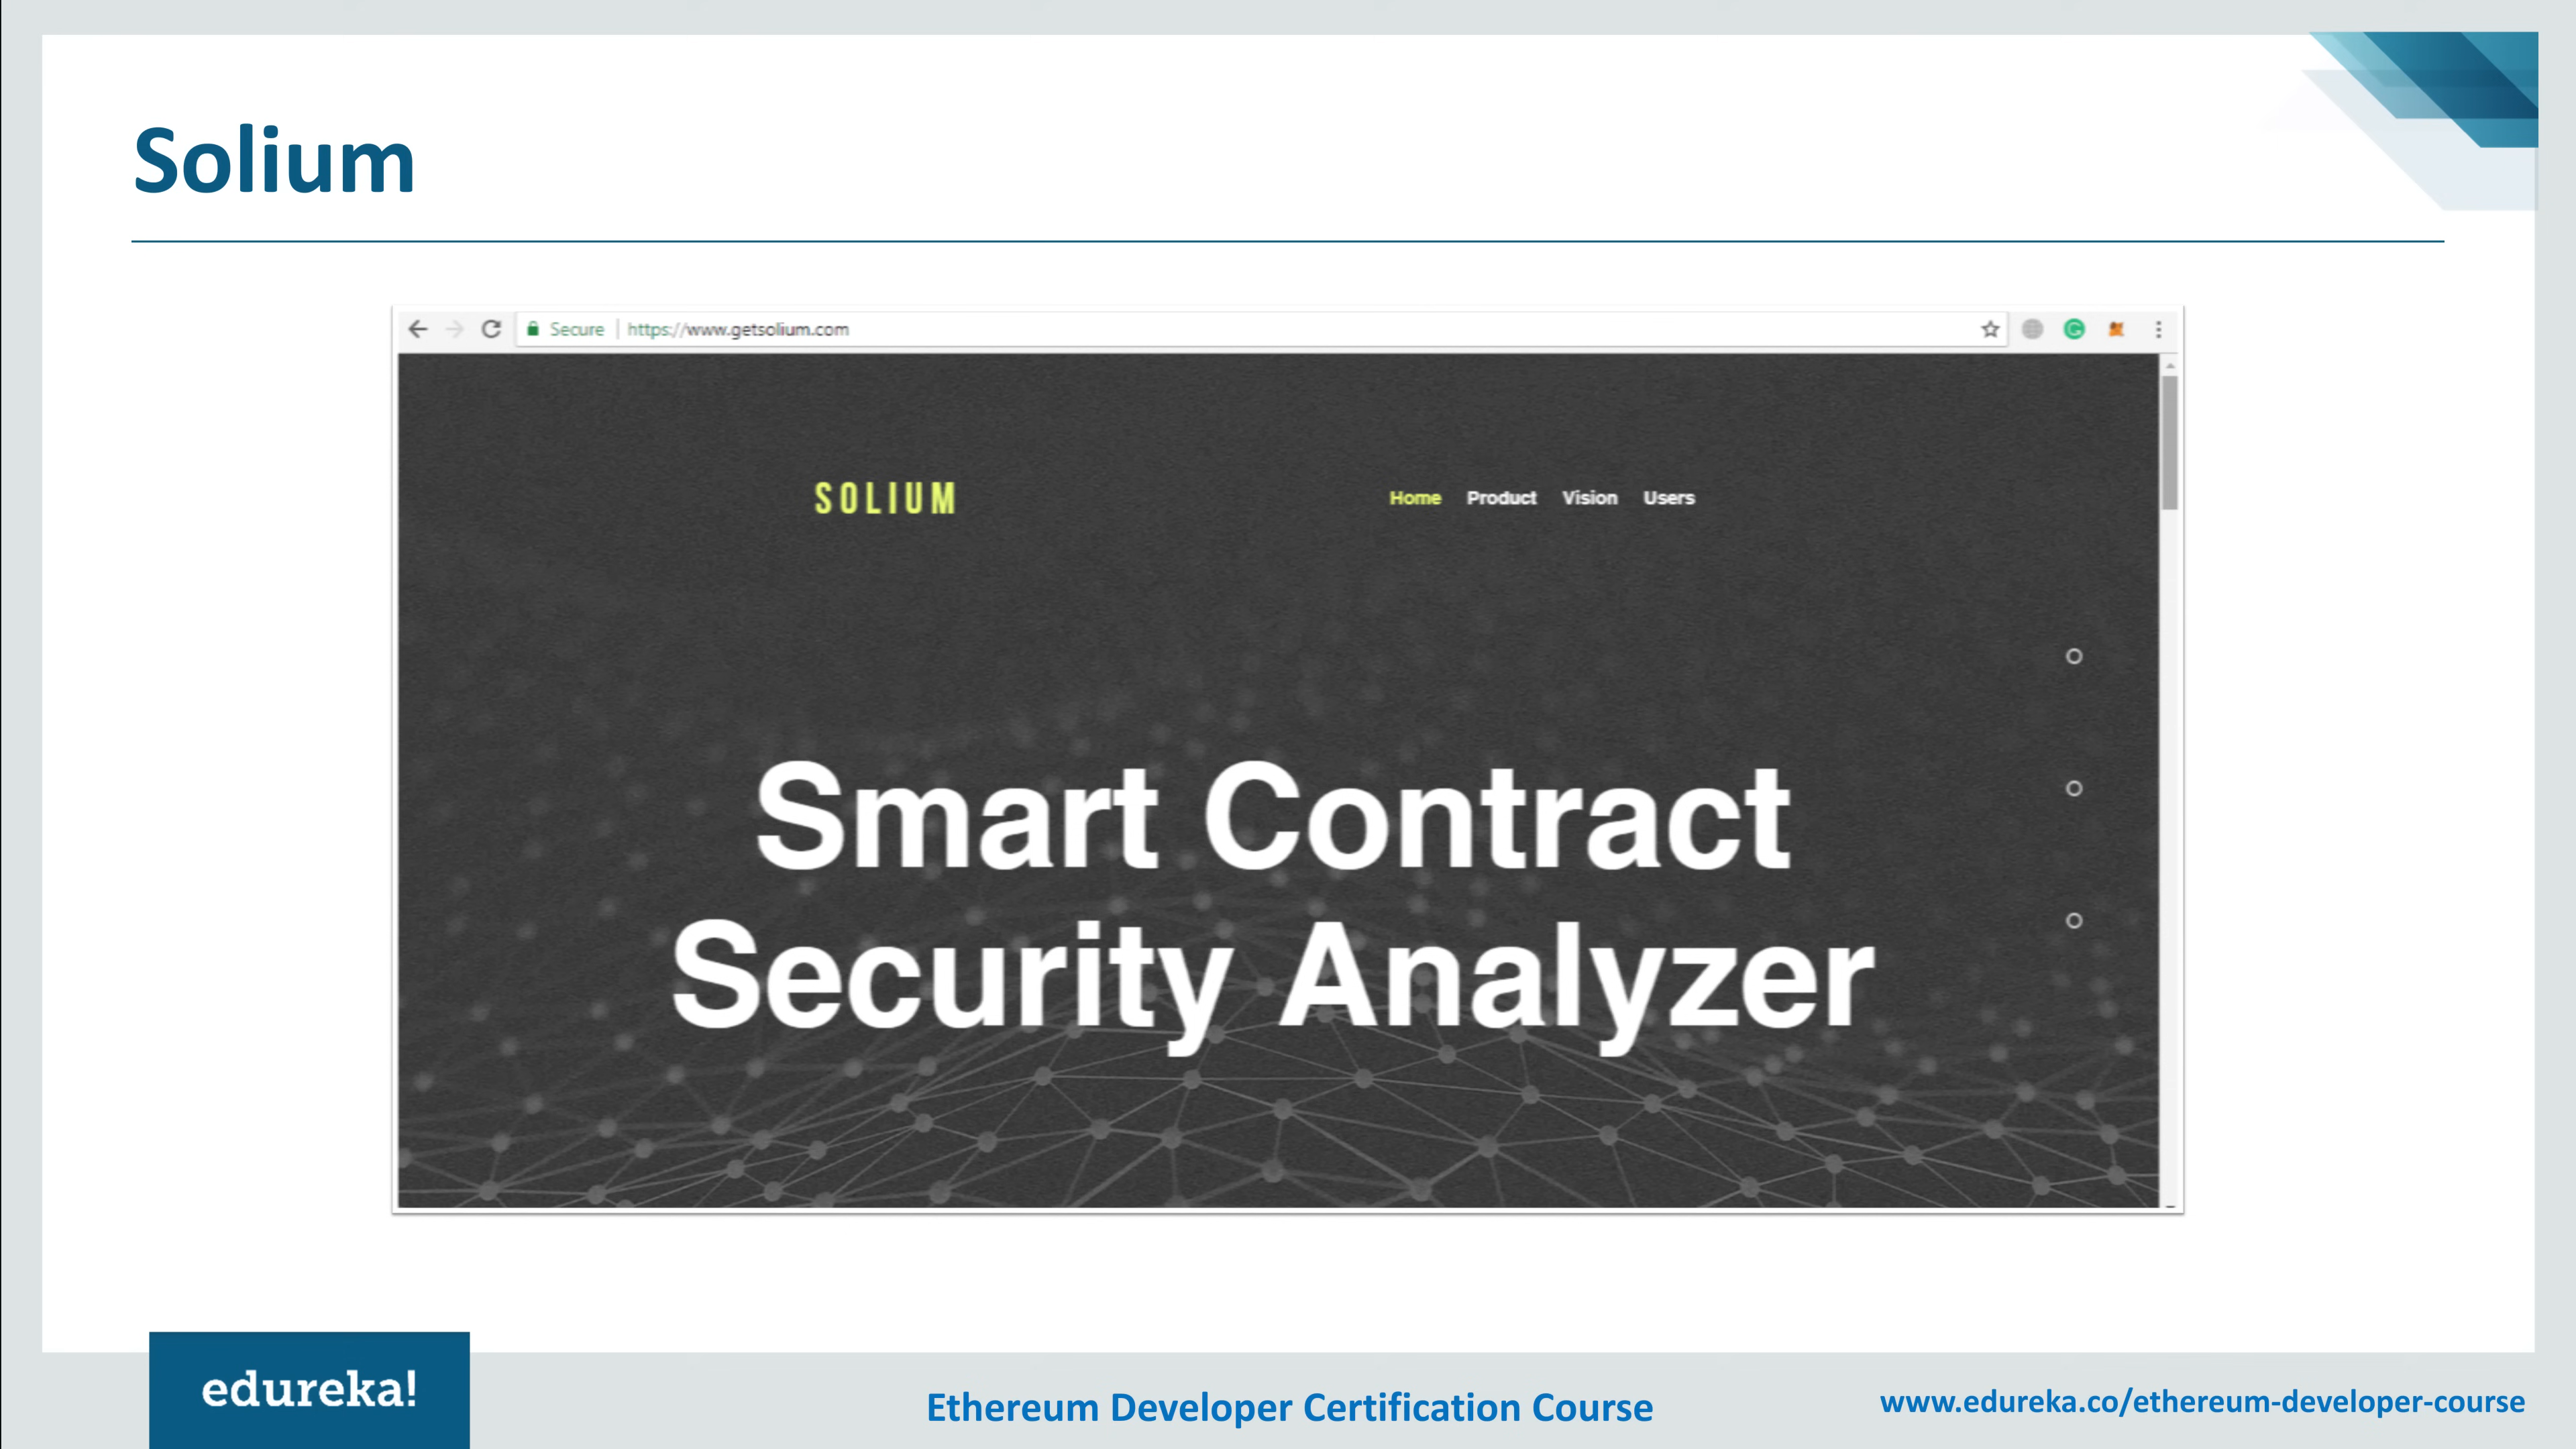 Solium
Secure | https://www.getsolium.com
SOLIUM
Home Product Vision Users
Smart Contract
Security Analyzer
edureka!
Ethereum Developer Certification Course
www.edureka.co/ethereum-developer-course